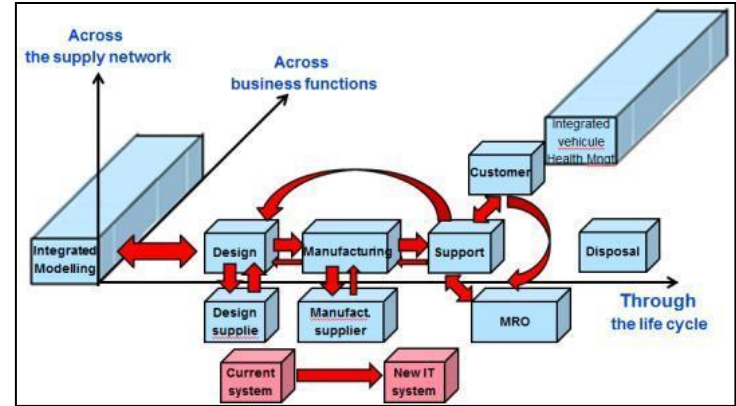 Across
the supply network
Across
business functions
Integrated
vehicule
Health Mngt
Customer
Integrated
Modelling
Design
Manufacturing
Support
Disposal
Design
supplie
Manufact.
supplier
MRO
Through
the life cycle
Current
system
New IT
system